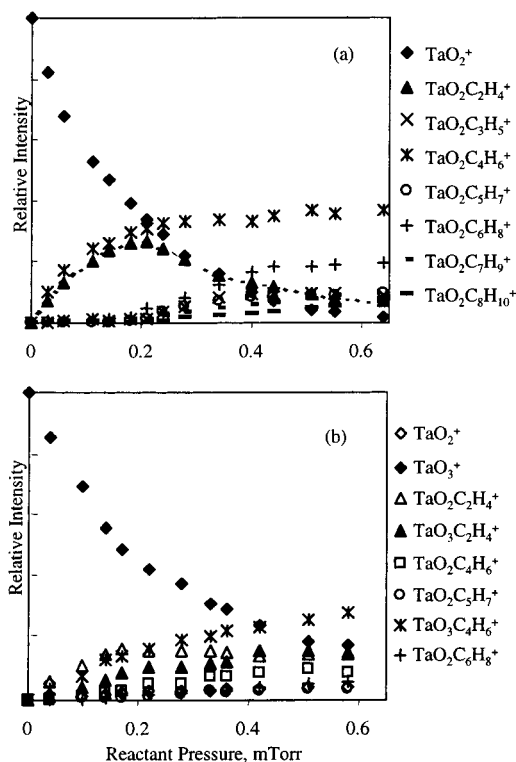 (a)
Relative Intensity
TaO₂⁺
TaO₂C₂H₄⁺
TaO₂C₃H₅⁺
TaO₂C₄H₆⁺
TaO₂C₅H₇⁺
TaO₂C₆H₈⁺
TaO₂C₇H₉⁺
TaO₂C₈H₁₀⁺
0 0.2 0.4 0.6
(b)
Relative Intensity
TaO₂⁺
TaO₃⁺
TaO₂C₂H₄⁺
TaO₃C₂H₄⁺
TaO₂C₄H₆⁺
TaO₂C₅H₇⁺
TaO₃C₄H₆⁺
TaO₂C₆H₈⁺
0 0.2 0.4 0.6
Reactant Pressure, mTorr